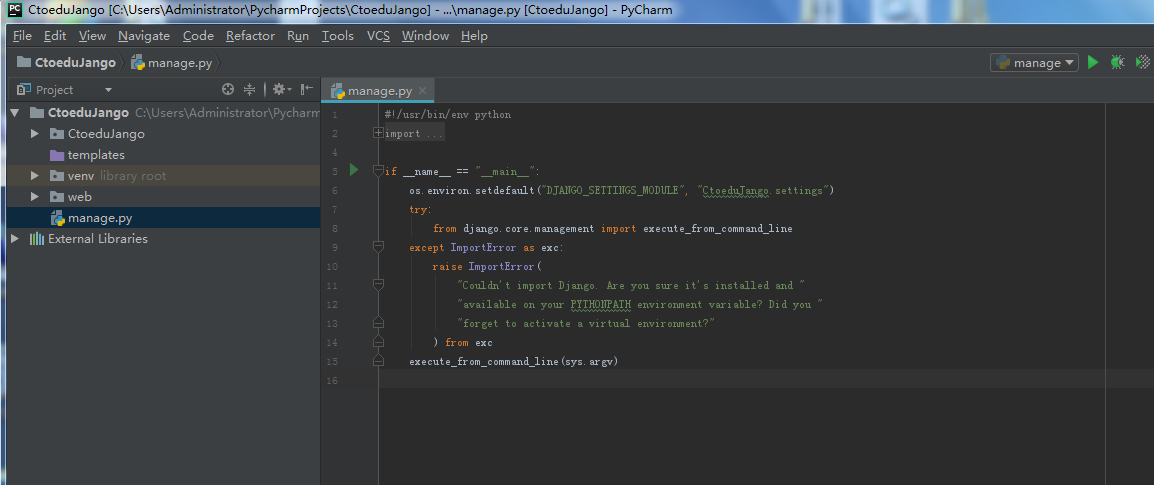 PC CtoeduJango [C:\Users\Administrator\PycharmProjects\CtoeduJango] - ...\manage.py [CtoeduJango] - PyCharm
File Edit View Navigate Code Refactor Run Tools VCS Window Help
CtoeduJango manage.py manage
Project manage.py
CtoeduJango C:\Users\Administrator\Pycharm
CtoeduJango
templates
venv library root
web
manage.py
External Libraries
1 #!/usr/bin/env python
2 import ...
4
5 if __name__ == "__main__":
6 os.environ.setdefault("DJANGO_SETTINGS_MODULE", "CtoeduJango.settings")
7 try:
8 from django.core.management import execute_from_command_line
9 except ImportError as exc:
10 raise ImportError(
11 "Couldn't import Django. Are you sure it's installed and "
12 "available on your PYTHONPATH environment variable? Did you "
13 "forget to activate a virtual environment?"
14 ) from exc
15 execute_from_command_line(sys.argv)
16